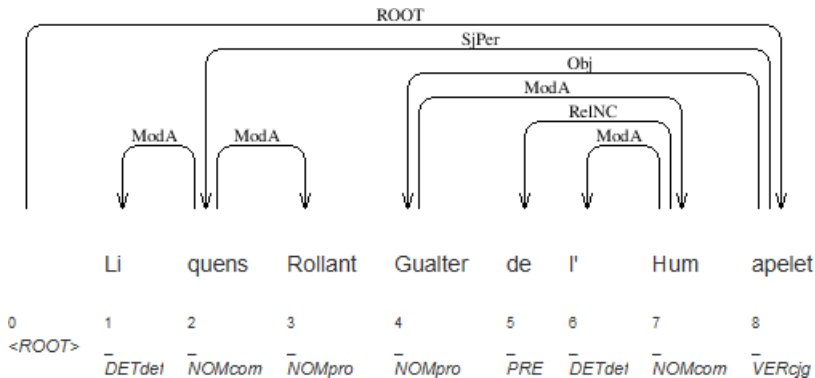 ROOT
SjPer
Obj
ModA
RelNC
ModA ModA ModA
Li quens Rollant Gualter de l' Hum apelet
0 1 2 3 4 5 6 7 8
<ROOT> _ _ _ _ _ _ _ _
DETdef NOMcom NOMpro NOMpro PRE DETdef NOMcom VERcjg